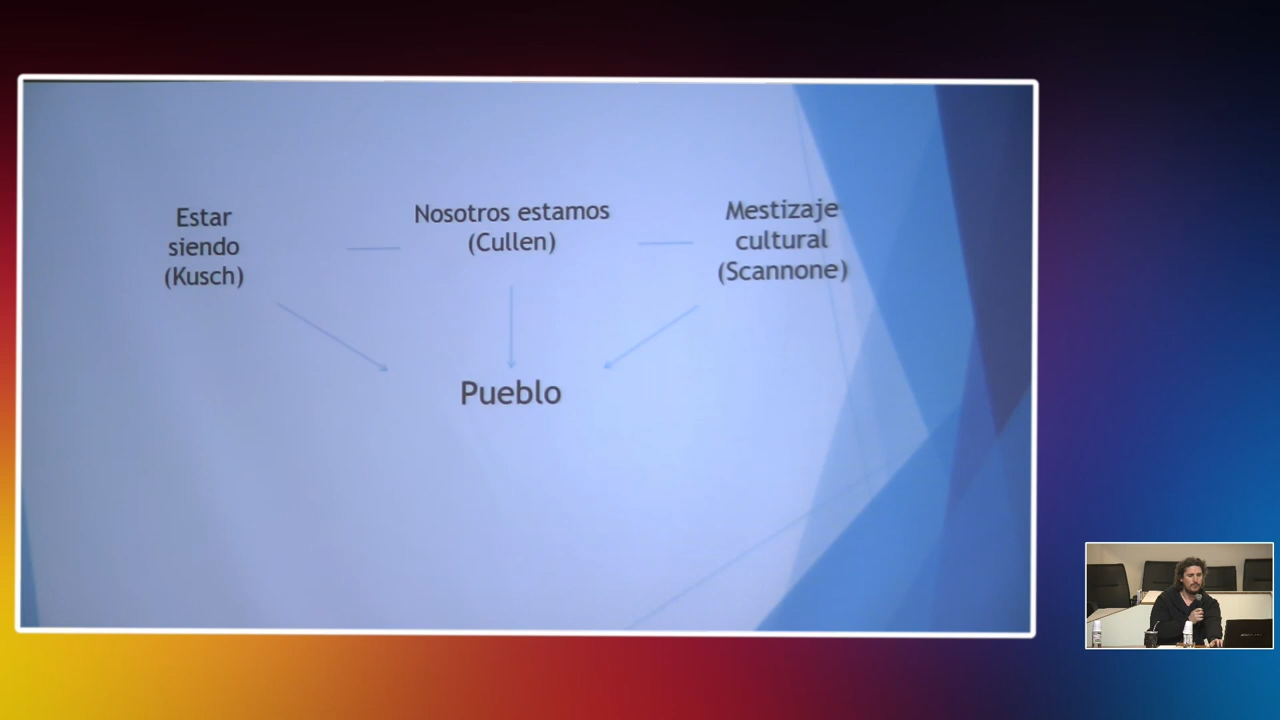 Estar
siendo
(Kusch)
Nosotros estamos
(Cullen)
Mestizaje
cultural
(Scannone)
Pueblo